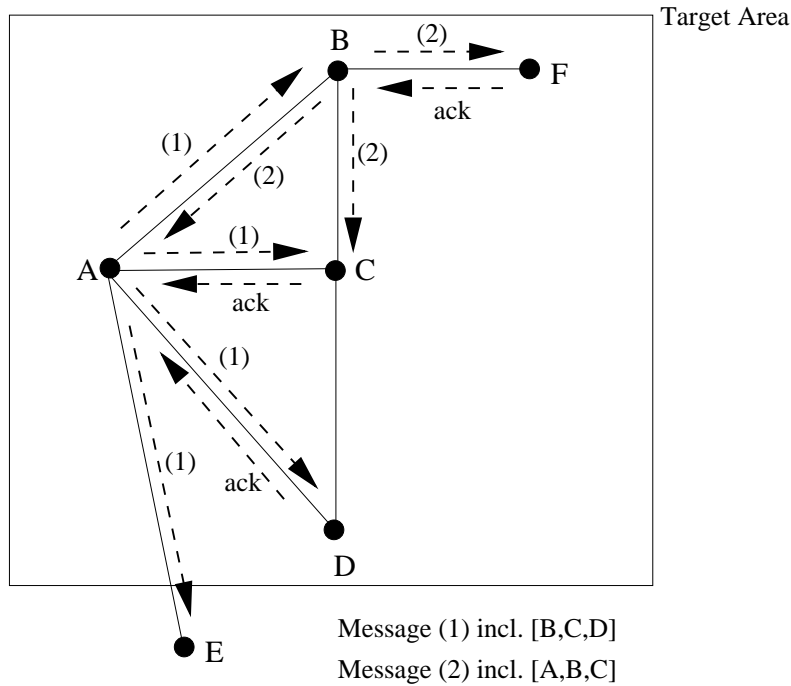 Target Area
B
(2)
F
ack
(1)
(2)
(2)
(1)
A
C
ack
(1)
(1)
ack
D
E
Message (1) incl. [B,C,D]
Message (2) incl. [A,B,C]